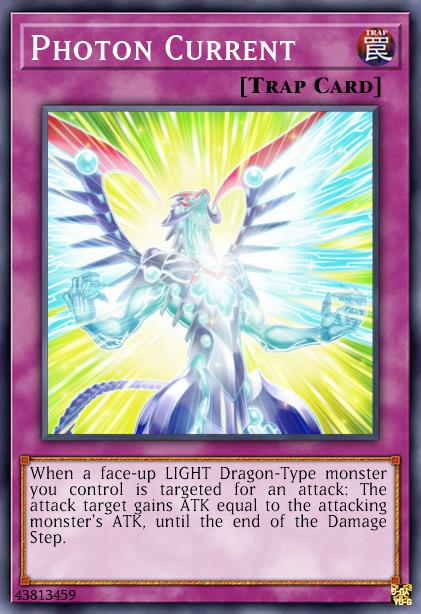 Photon Current
TRAP
罠
[Trap Card]
When a face-up LIGHT Dragon-Type monster
you control is targeted for an attack: The
attack target gains ATK equal to the attacking
monster's ATK, until the end of the Damage
Step.
43813459